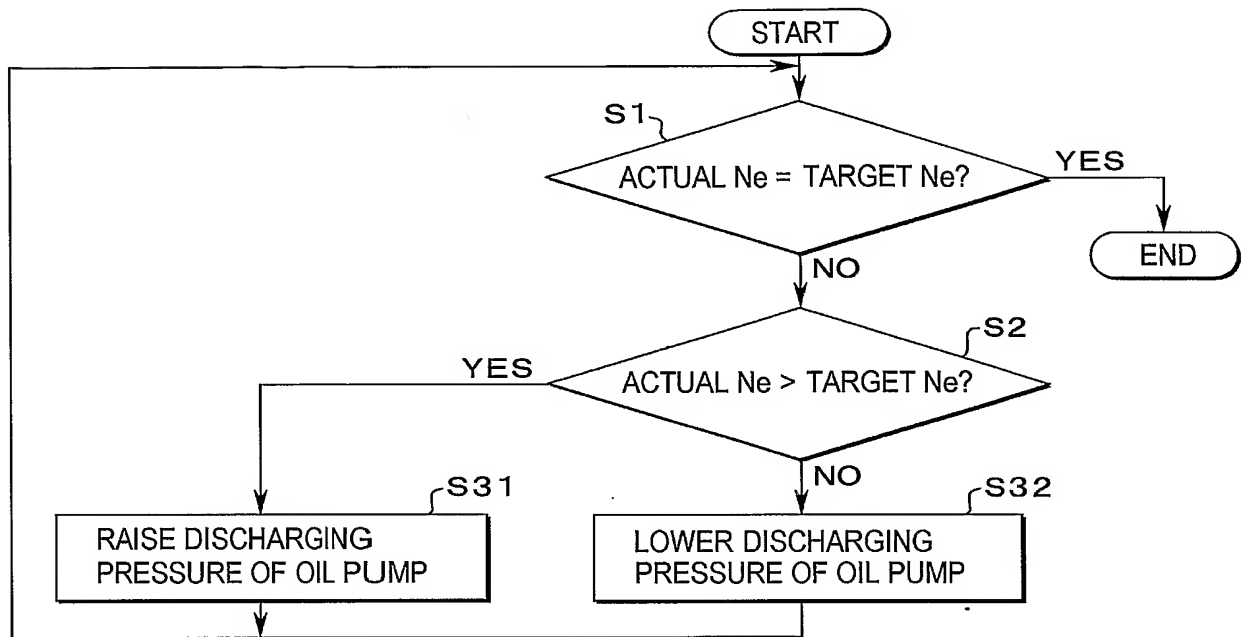 START
S1
ACTUAL Ne = TARGET Ne?
YES
END
NO
S2
YES
ACTUAL Ne > TARGET Ne?
NO
S31
RAISE DISCHARGING
PRESSURE OF OIL PUMP
S32
LOWER DISCHARGING
PRESSURE OF OIL PUMP